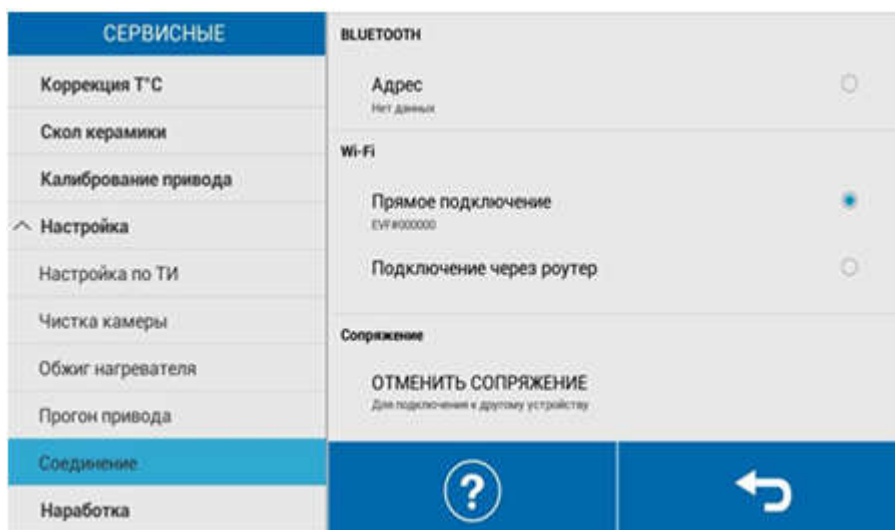 СЕРВИСНЫЕ
Коррекция Т°С
Скол керамики
Калибрование привода
Настройка
Настройка по ТИ
Чистка камеры
Обжиг нагревателя
Прогон привода
Соединение
Наработка
BLUETOOTH
Адрес
Нет данных
Wi-Fi
Прямое подключение
EVF#000000
Подключение через роутер
Сопряжение
ОТМЕНИТЬ СОПРЯЖЕНИЕ
Для подключения к другому устройству
?